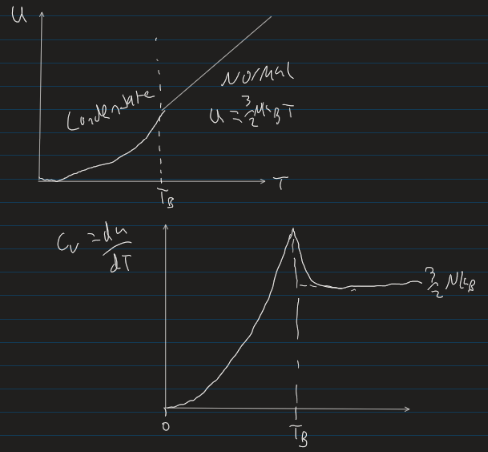 U
Condensate
Normal
U = 3/2 Nk_B T
T_B
T
C_v = du/dT
3/2 Nk_B
0
T_B